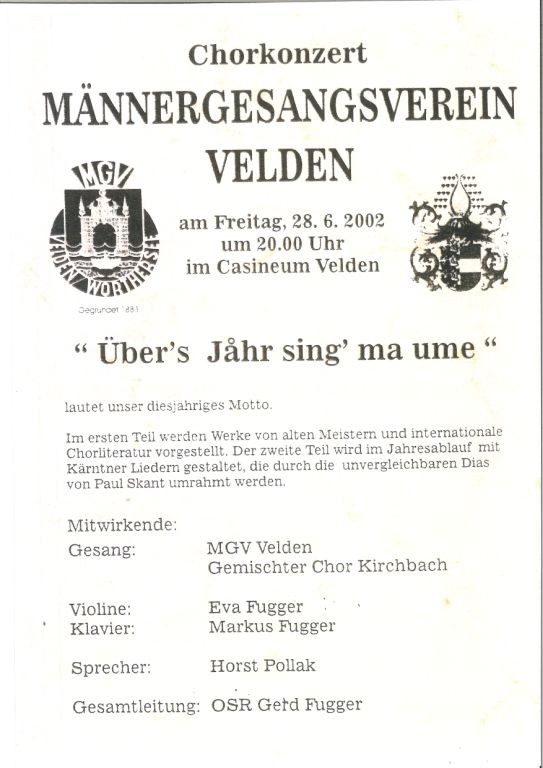 Chorkonzert
MÄNNERGESANGSVEREIN
VELDEN
MGV
VELDEN WÖRTHERSEE
Gegründet 1883
am Freitag, 28. 6. 2002
um 20.00 Uhr
im Casineum Velden
“ Über's Jåhr sing' ma ume “
lautet unser diesjähriges Motto.
Im ersten Teil werden Werke von alten Meistern und internationale
Chorliteratur vorgestellt. Der zweite Teil wird im Jahresablauf mit
Kärntner Liedern gestaltet, die durch die unvergleichbaren Dias
von Paul Skant umrahmt werden.
Mitwirkende:
Gesang: MGV Velden
Gemischter Chor Kirchbach
Violine: Eva Fugger
Klavier: Markus Fugger
Sprecher: Horst Pollak
Gesamtleitung: OSR Gerd Fugger